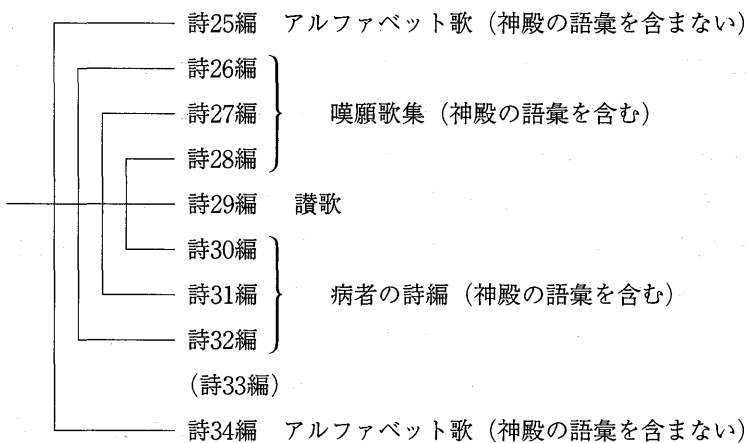 詩25編　アルファベット歌（神殿の語彙を含まない）
詩26編
詩27編　嘆願歌集（神殿の語彙を含む）
詩28編
詩29編　讃歌
詩30編
詩31編　病者の詩編（神殿の語彙を含む）
詩32編
（詩33編）
詩34編　アルファベット歌（神殿の語彙を含まない）